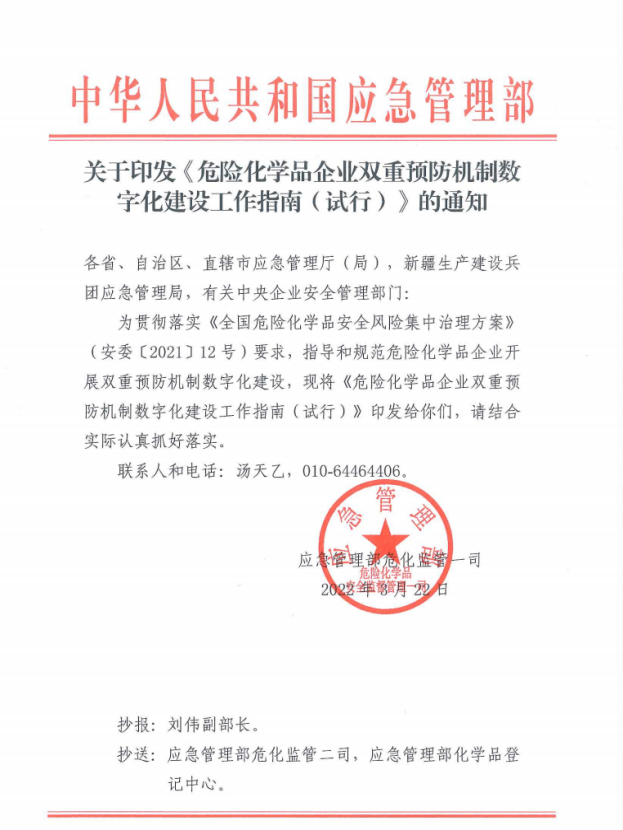 中华人民共和国应急管理部
关于印发《危险化学品企业双重预防机制数
字化建设工作指南（试行）》的通知
各省、自治区、直辖市应急管理厂（局），新疆生产建设兵
团应急管理局，有关中央企业安全管理部门：
为贯彻落实《全国危险化学品安全风险集中治理方案》
（安委〔2021〕12 号）要求，指导和规范危险化学品企业开
展双重预防机制数字化建设，现将《危险化学品企业双重预
防机制数字化建设工作指南（试行）》印发给你们，请结合
实际认真抓好落实。
联系人和电话：汤天乙，010-64464406。
应急管理部
应急管理部危化监管一司
危险化学品
安全监督管理一司
2022 年 3 月 22 日
抄报：刘伟副部长。
抄送：应急管理部危化监管二司，应急管理部化学品登
记中心。